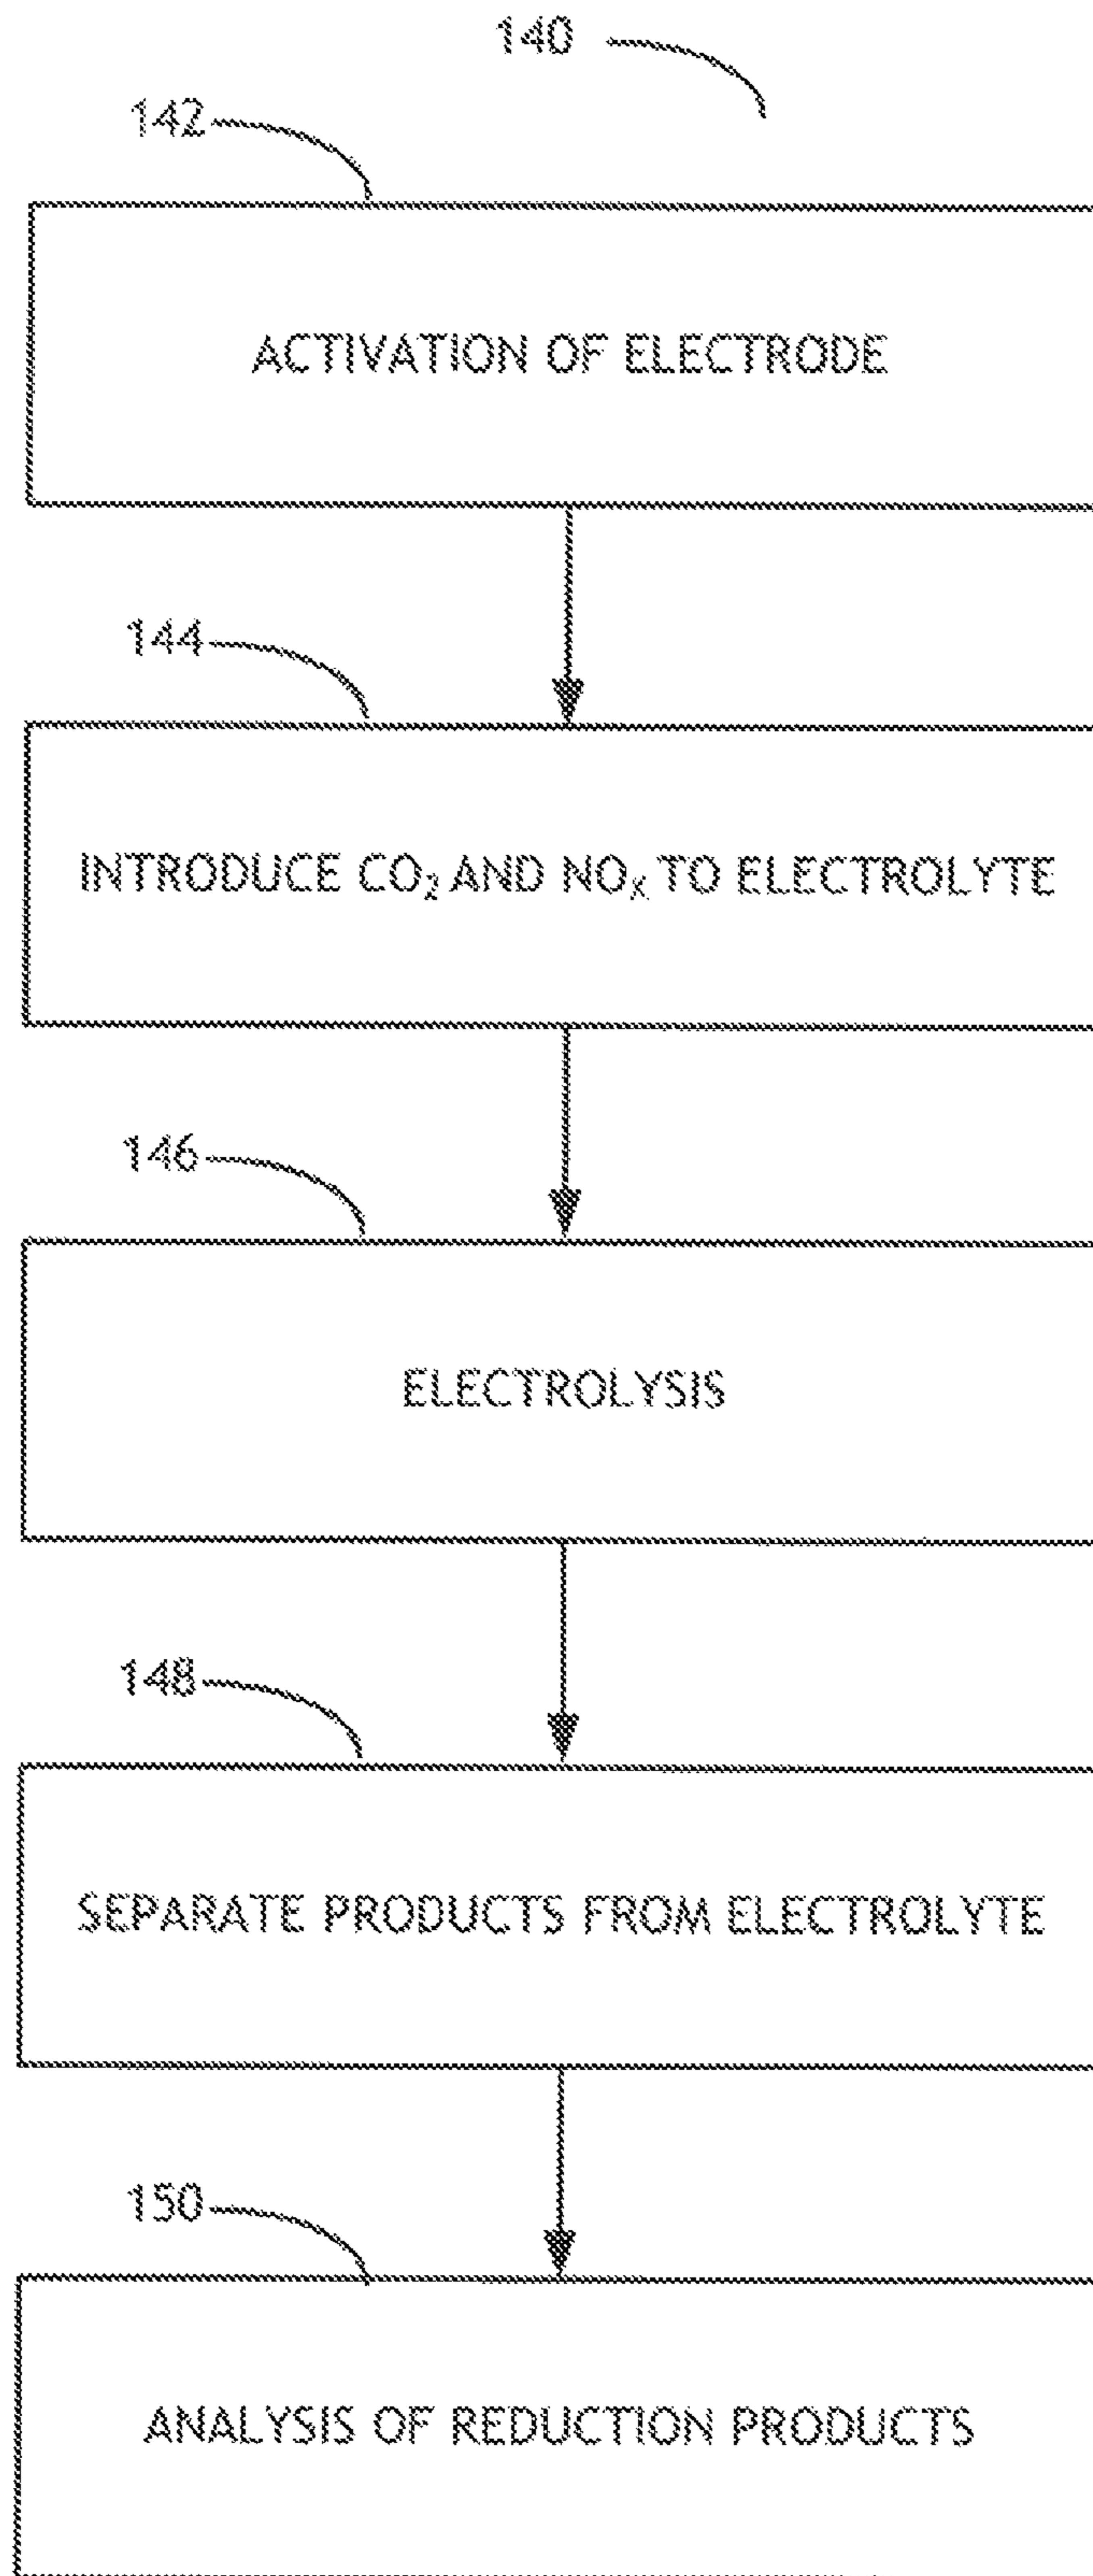 140
142
ACTIVATION OF ELECTRODE
144
INTRODUCE CO₂ AND NOₓ TO ELECTROLYTE
146
ELECTROLYSIS
148
SEPARATE PRODUCTS FROM ELECTROLYTE
150
ANALYSIS OF REDUCTION PRODUCTS